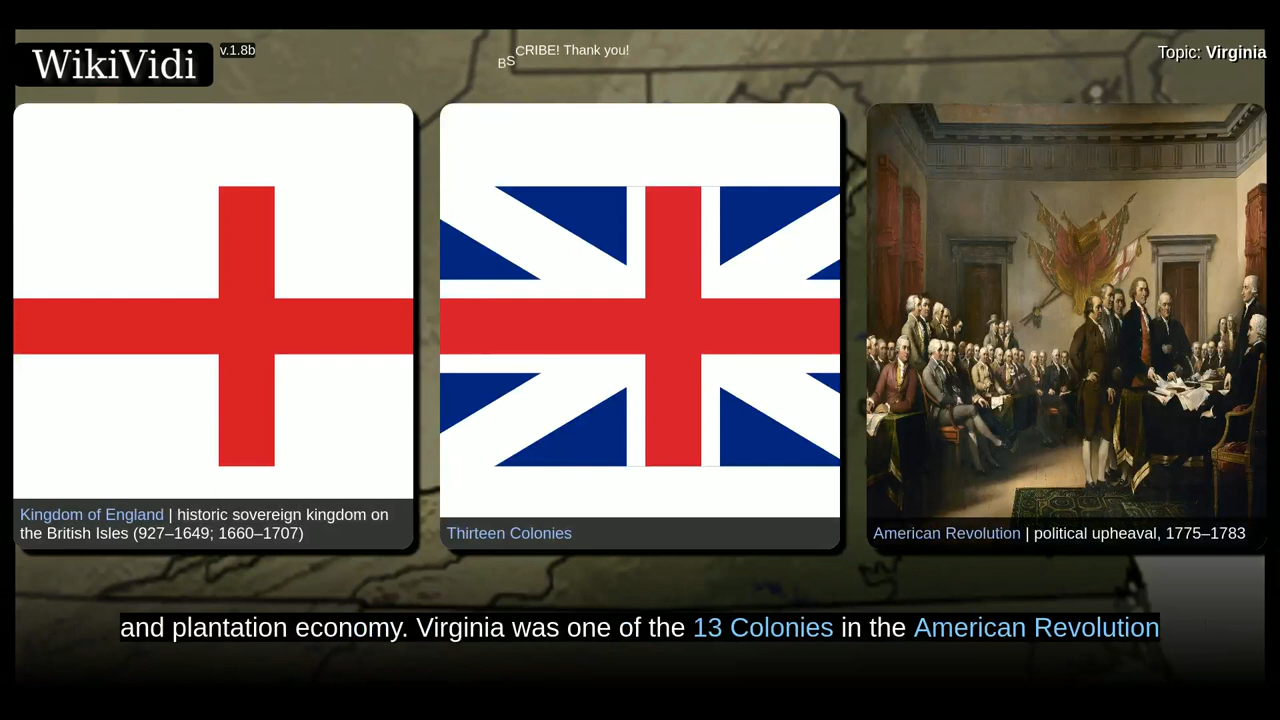 WikiVidi
v.1.8b
BSCRIBE! Thank you!
Topic: Virginia
Kingdom of England | historic sovereign kingdom on
the British Isles (927–1649; 1660–1707)
Thirteen Colonies
American Revolution | political upheaval, 1775–1783
and plantation economy. Virginia was one of the 13 Colonies in the American Revolution